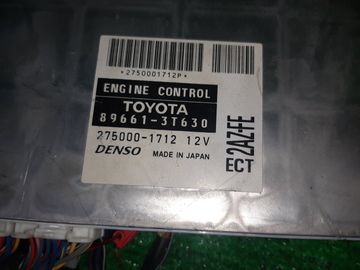 *2750001712P*
ENGINE CONTROL
TOYOTA
89661-3T630
275000-1712 12V
DENSO MADE IN JAPAN
2AZ-FE
ECT